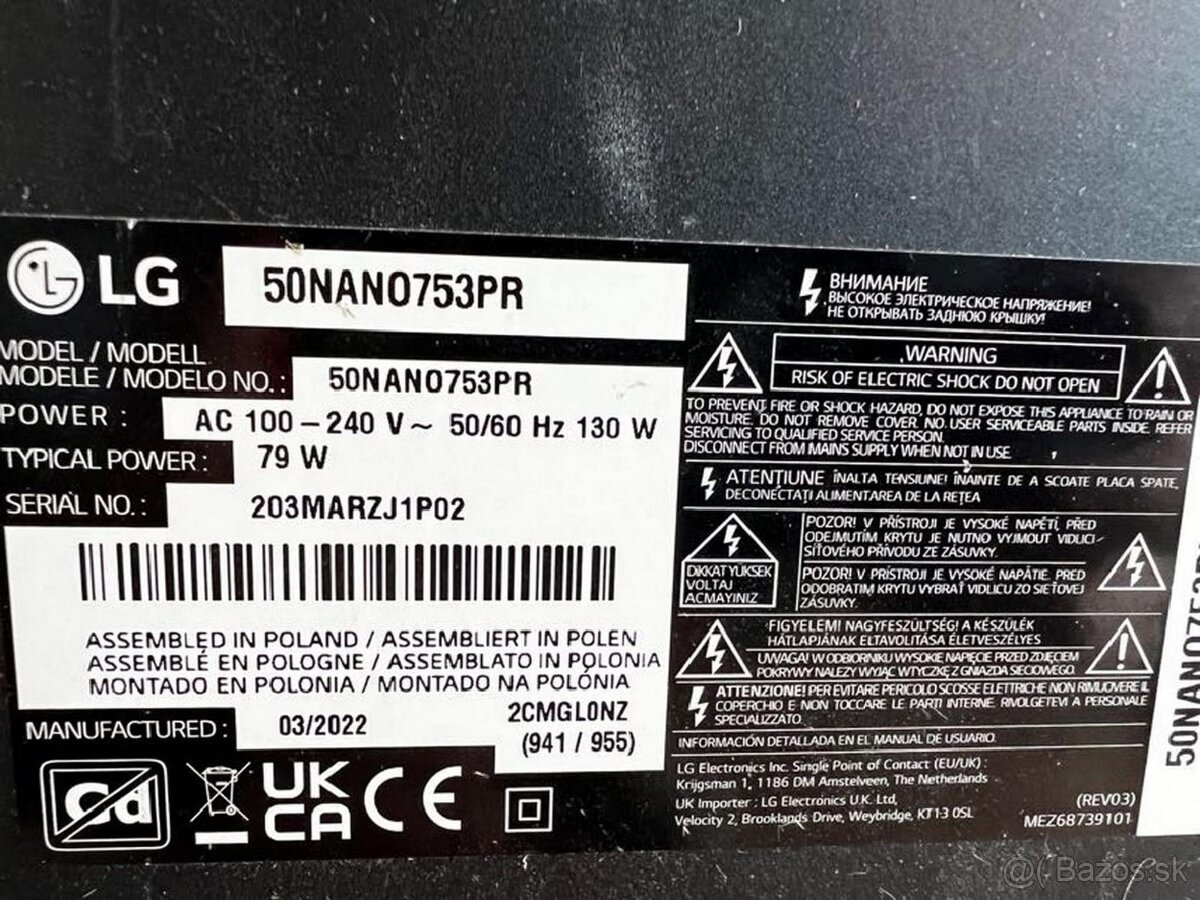 LG
50NANO753PR
MODEL / MODELL
MODELE / MODELO NO. : 50NANO753PR
POWER : AC 100 – 240 V ~ 50/60 Hz 130 W
TYPICAL POWER : 79 W
SERIAL NO. : 203MARZJ1P02
ASSEMBLED IN POLAND / ASSEMBLIERT IN POLEN
ASSEMBLÉ EN POLOGNE / ASSEMBLATO IN POLONIA
MONTADO EN POLONIA / MONTADO NA POLÓNIA
MANUFACTURED : 03/2022
2CMGL0NZ
(941 / 955)
Cd
UK
CA
CE
ВНИМАНИЕ
ВЫСОКОЕ ЭЛЕКТРИЧЕСКОЕ НАПРЯЖЕНИЕ!
НЕ ОТКРЫВАТЬ ЗАДНЮЮ КРЫШКУ!
WARNING
RISK OF ELECTRIC SHOCK DO NOT OPEN
TO PREVENT FIRE OR SHOCK HAZARD, DO NOT EXPOSE THIS APPLIANCE TO RAIN OR
MOISTURE. DO NOT REMOVE COVER. NO USER SERVICEABLE PARTS INSIDE. REFER
SERVICING TO QUALIFIED SERVICE PERSON.
DISCONNECT FROM MAINS SUPPLY WHEN NOT IN USE.
ATENȚIUNE ÎNALTA TENSIUNE! ÎNAINTE DE A SCOATE PLACA SPATE,
DECONECTAȚI ALIMENTAREA DE LA REȚEA
DIKKAT YUKSEK
VOLTAJ
ACMAYINIZ
POZOR! V PŘÍSTROJI JE VYSOKÉ NAPĚTÍ, PŘED
ODEJMUTÍM KRYTU JE NUTNO VYJMOUT VIDLICI
SÍŤOVÉHO PŘÍVODU ZE ZÁSUVKY.
POZOR! V PRÍSTROJI JE VYSOKÉ NAPÄTIE. PRED
ODOBRATIM KRYTU VYBRAŤ VIDLICU ZO SIEŤOVEJ
ZÁSUVKY.
FIGYELEM! NAGYFESZÜLTSÉG! A KÉSZÜLÉK
HÁTLAPJÁNAK ELTAVOLÍTÁSA ÉLETVESZÉLYES
UWAGA! W ODBIORNIKU WYSOKIE NAPIĘCIE PRZED ZDJĘCIEM
POKRYWY NALEŻY WYJĄĆ WTYCZKĘ Z GNIAZDA SIECIOWEGO.
ATTENZIONE! PER EVITARE PERICOLO SCOSSE ELETTRICHE NON RIMUOVERE IL
COPERCHIO E NON TOCCARE LE PARTI INTERNE. RIVOLGETEVI A PERSONALE
SPECIALIZZATO.
INFORMACIÓN DETALLADA EN EL MANUAL DE USUARIO.
LG Electronics Inc. Single Point of Contact (EU/UK) :
Krijgsman 1, 1186 DM Amstelveen, The Netherlands
UK Importer : LG Electronics U.K. Ltd,
Velocity 2, Brooklands Drive, Weybridge, KT13 0SL
(REV03)
MEZ68739101
@( Bazos.sk